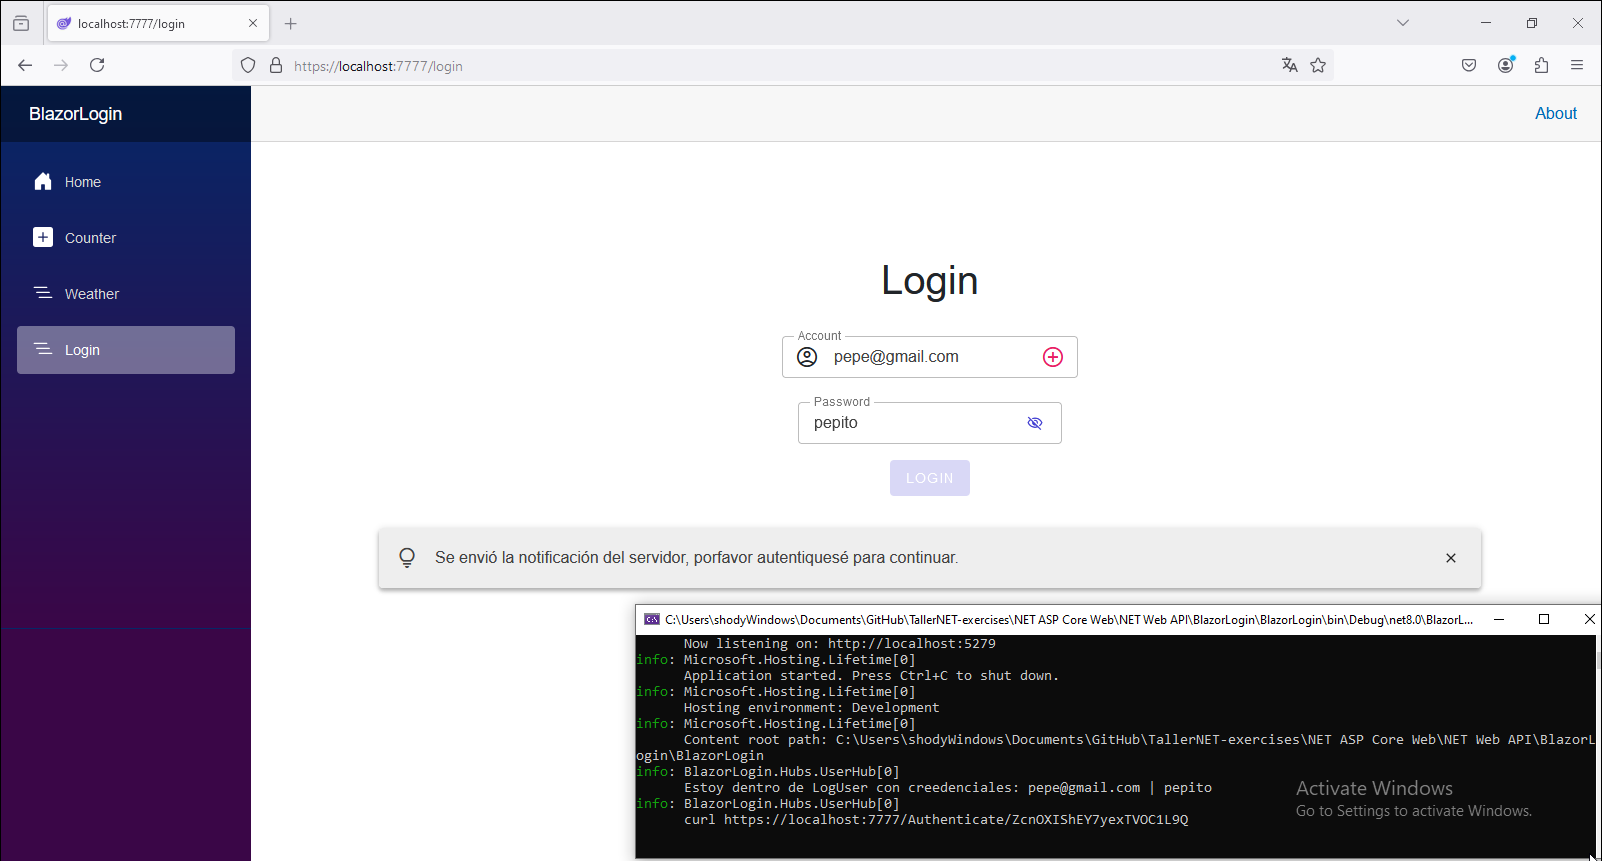 localhost:7777/login
https://localhost:7777/login
BlazorLogin
About
Home
Counter
Weather
Login
Login
Account
pepe@gmail.com
Password
pepito
LOGIN
Se envió la notificación del servidor, porfavor autentiquesé para continuar.
C:\Users\shodyWindows\Documents\GitHub\TallerNET-exercises\NET ASP Core Web\NET Web API\BlazorLogin\BlazorLogin\bin\Debug\net8.0\BlazorL...
Now listening on: http://localhost:5279
info: Microsoft.Hosting.Lifetime[0]
Application started. Press Ctrl+C to shut down.
info: Microsoft.Hosting.Lifetime[0]
Hosting environment: Development
info: Microsoft.Hosting.Lifetime[0]
Content root path: C:\Users\shodyWindows\Documents\GitHub\TallerNET-exercises\NET ASP Core Web\NET Web API\BlazorL
ogin\BlazorLogin
info: BlazorLogin.Hubs.UserHub[0]
Estoy dentro de LogUser con creedenciales: pepe@gmail.com | pepito
info: BlazorLogin.Hubs.UserHub[0]
curl https://localhost:7777/Authenticate/ZcnOXIShEY7yexTVOC1L9Q
Activate Windows
Go to Settings to activate Windows.